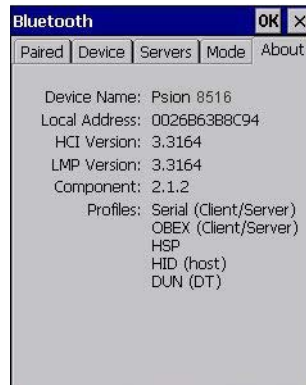 Bluetooth OK ×
Paired Device Servers Mode About
Device Name: Psion 8516
Local Address: 0026B63B8C94
HCI Version: 3.3164
LMP Version: 3.3164
Component: 2.1.2
Profiles: Serial (Client/Server)
OBEX (Client/Server)
HSP
HID (host)
DUN (DT)